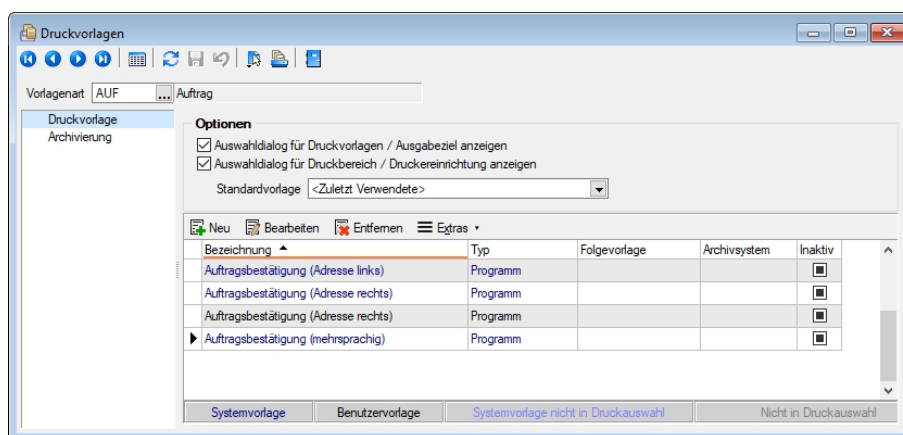 Druckvorlagen
Vorlagenart AUF ... Auftrag
Druckvorlage
Archivierung
Optionen
Auswahldialog für Druckvorlagen / Ausgabeziel anzeigen
Auswahldialog für Druckbereich / Druckereinrichtung anzeigen
Standardvorlage <Zuletzt Verwendete>
Neu Bearbeiten Entfernen Extras
Bezeichnung Typ Folgevorlage Archivsystem Inaktiv
Auftragsbestätigung (Adresse links) Programm
Auftragsbestätigung (Adresse rechts) Programm
Auftragsbestätigung (Adresse rechts) Programm
Auftragsbestätigung (mehrsprachig) Programm
Systemvorlage Benutzervorlage Systemvorlage nicht in Druckauswahl Nicht in Druckauswahl